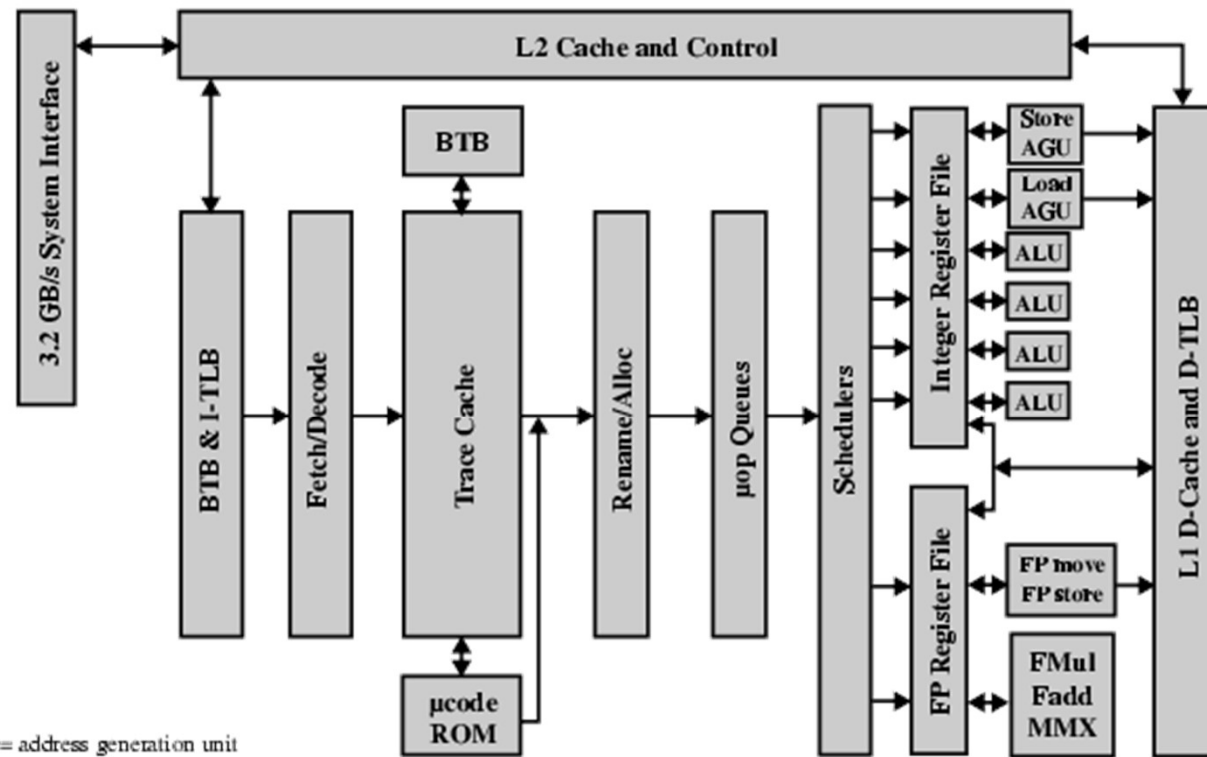 L2 Cache and Control
3.2 GB/s System Interface
BTB
BTB & I-TLB
Fetch/Decode
Trace Cache
µcode
ROM
Rename/Alloc
µop Queues
Schedulers
Integer Register File
FP Register File
Store
AGU
Load
AGU
ALU
ALU
ALU
ALU
FP move
FP store
FMul
Fadd
MMX
L1 D-Cache and D-TLB
= address generation unit